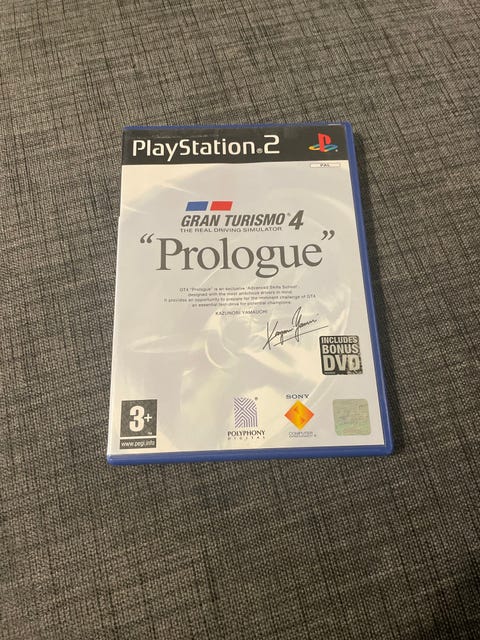 PlayStation®2
PAL
GRAN TURISMO®4
THE REAL DRIVING SIMULATOR
“Prologue”
GT4 "Prologue" is an exclusive 'Advanced Skills School',
designed with the most ambitious drivers in mind.
It provides an opportunity to prepare for the imminent challenge of GT4
an essential test-drive for potential champions.
KAZUNORI YAMAUCHI
INCLUDES
BONUS
DVD
3+
www.pegi.info
POLYPHONY
DIGITAL
SONY
COMPUTER